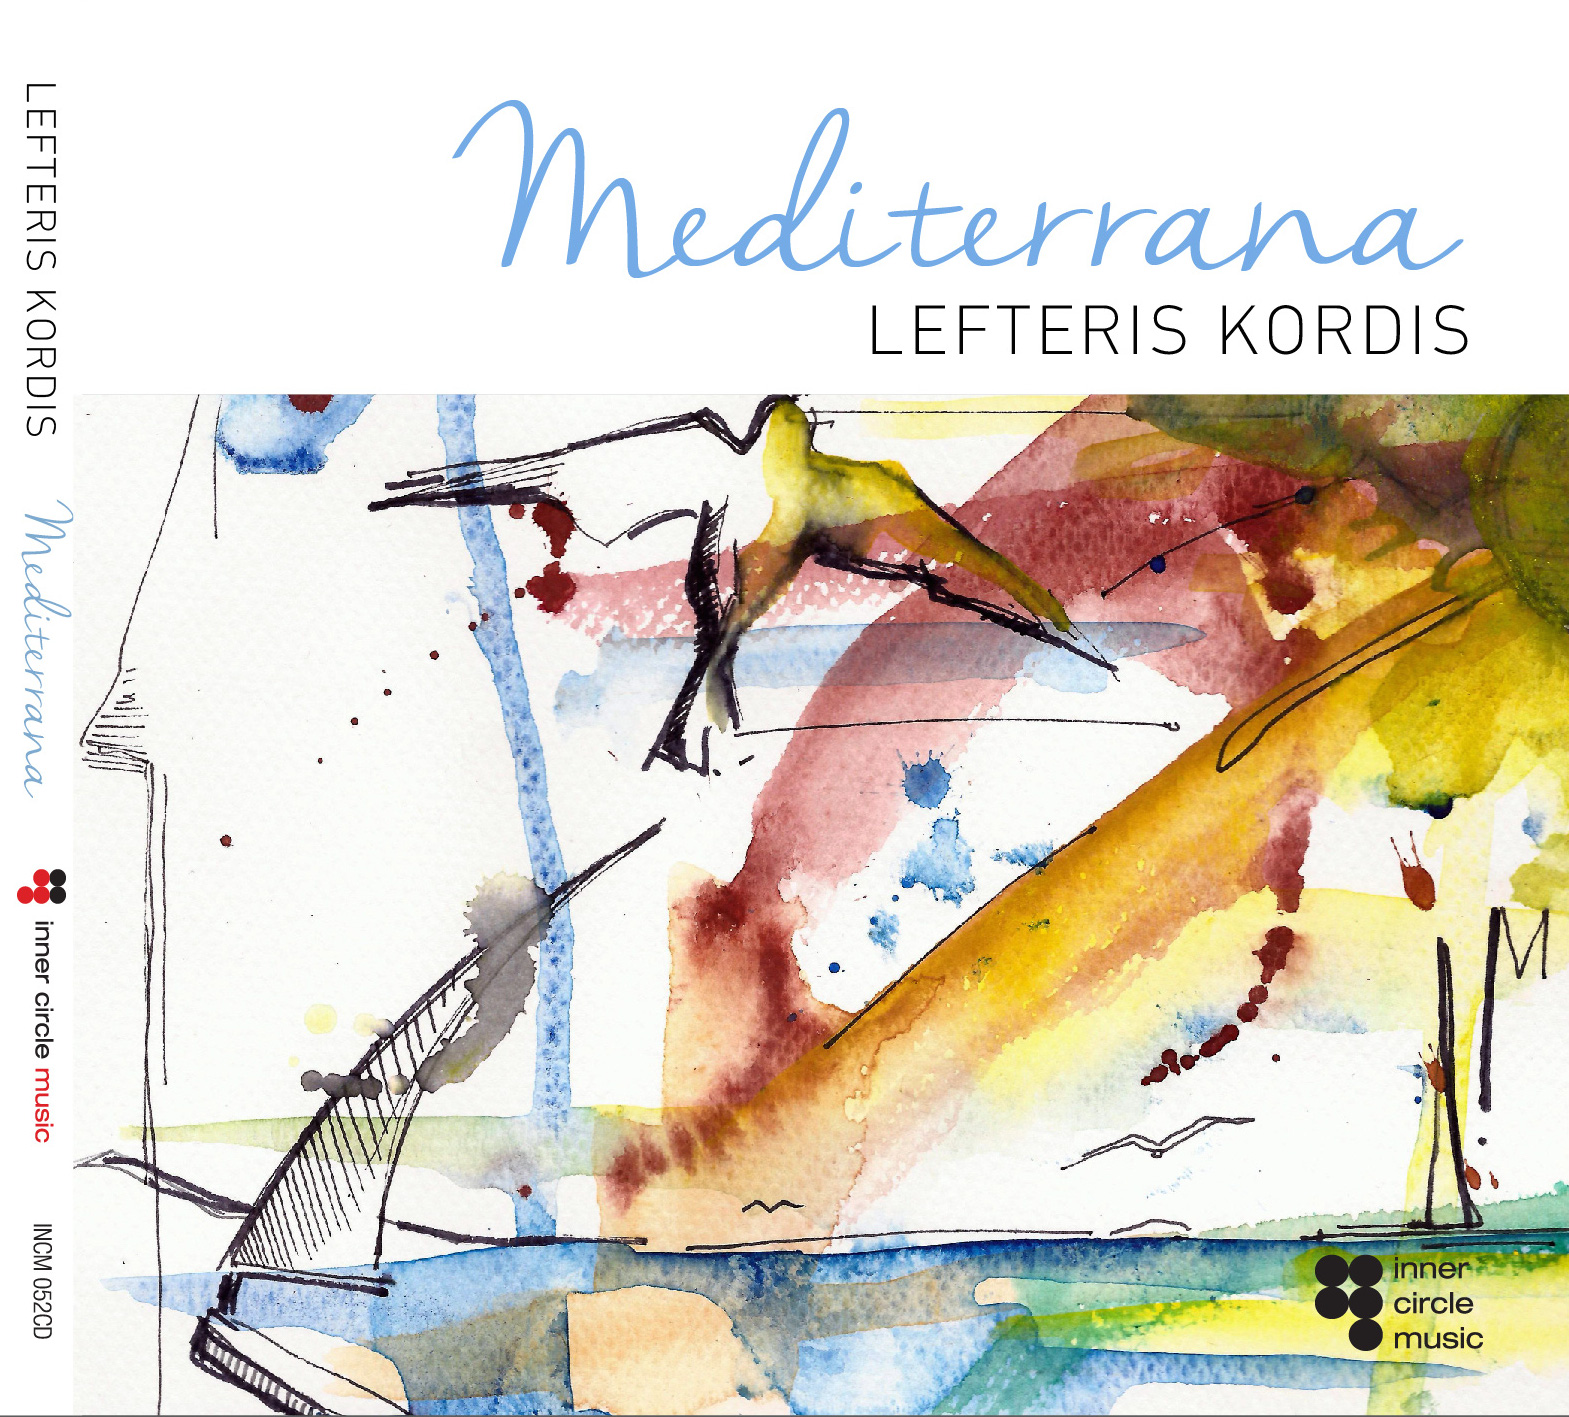 LEFTERIS KORDIS
Mediterrana
inner circle music
INCM 052CD
Mediterrana
LEFTERIS KORDIS
inner
circle
music